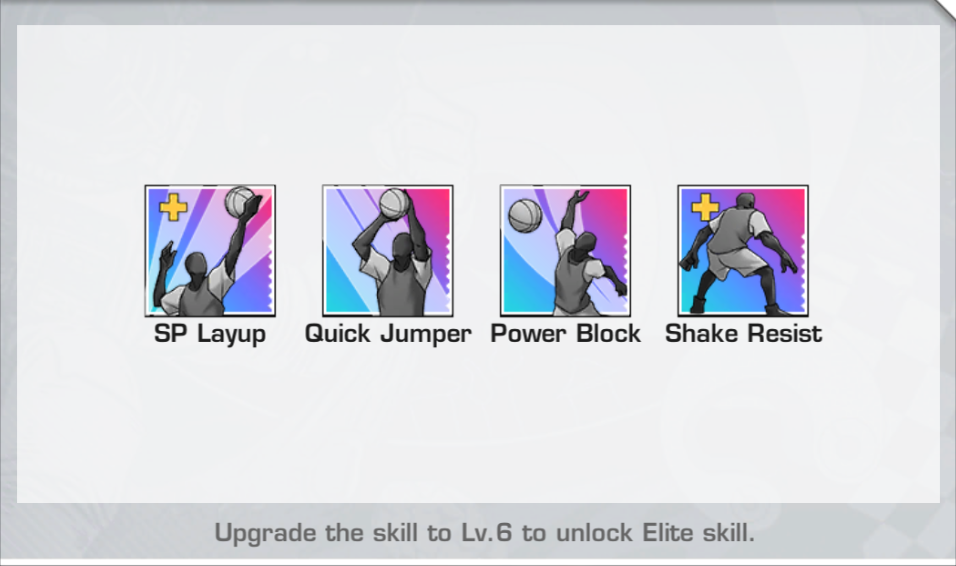 SP Layup Quick Jumper Power Block Shake Resist
Upgrade the skill to Lv.6 to unlock Elite skill.